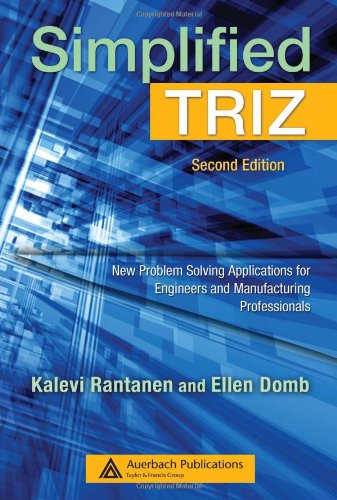 Simplified
TRIZ
Second Edition
New Problem Solving Applications for
Engineers and Manufacturing
Professionals
Kalevi Rantanen and Ellen Domb
Auerbach Publications
Taylor & Francis Group